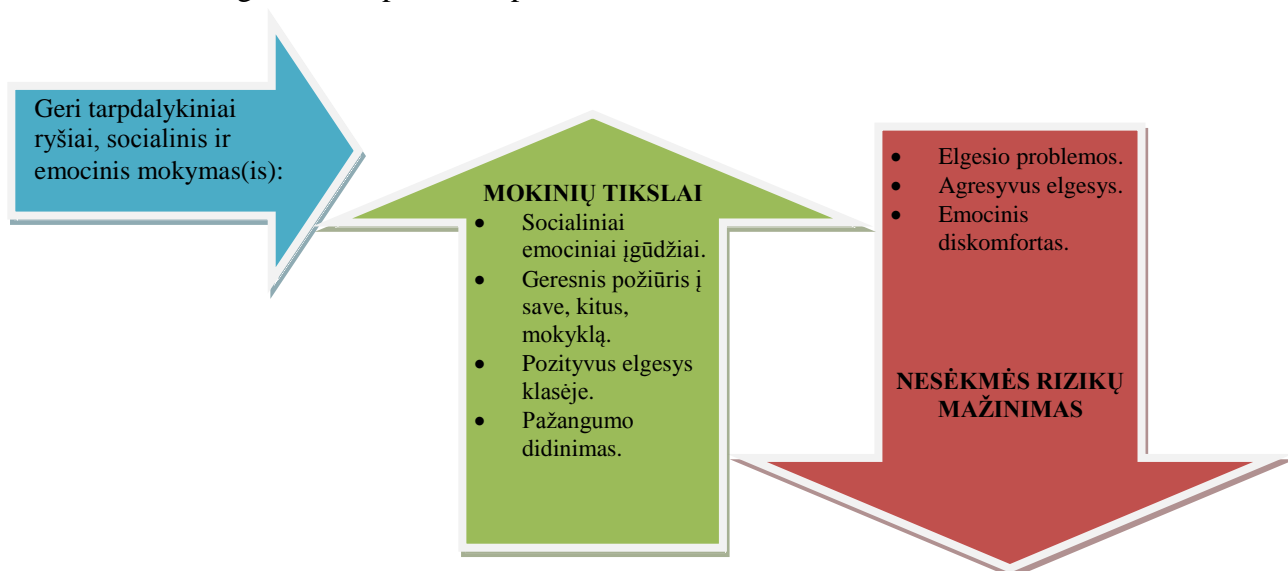 Geri tarpdalykiniai
ryšiai, socialinis ir
emocinis mokymas(is):
MOKINIŲ TIKSLAI
• Socialiniai
emociniai įgūdžiai.
• Geresnis požiūris į
save, kitus,
mokyklą.
• Pozityvus elgesys
klasėje.
• Pažangumo
didinimas.
• Elgesio problemos.
• Agresyvus elgesys.
• Emocinis
diskomfortas.
NESĖKMĖS RIZIKŲ
MAŽINIMAS